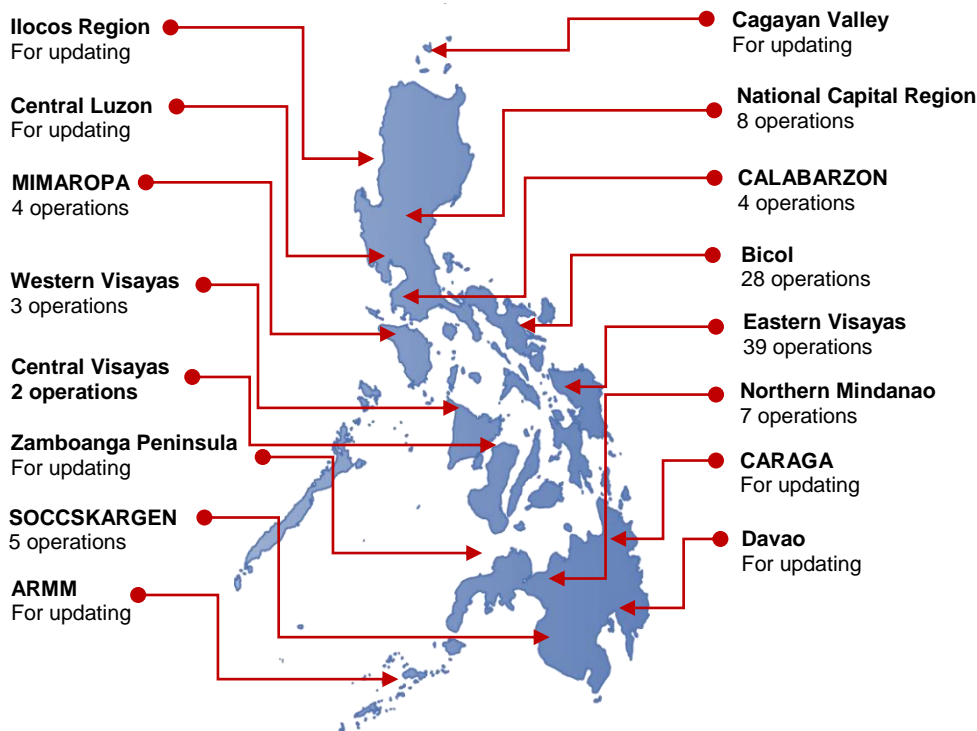 Ilocos Region
For updating
Central Luzon
For updating
MIMAROPA
4 operations
Western Visayas
3 operations
Central Visayas
2 operations
Zamboanga Peninsula
For updating
SOCCSKARGEN
5 operations
ARMM
For updating
Cagayan Valley
For updating
National Capital Region
8 operations
CALABARZON
4 operations
Bicol
28 operations
Eastern Visayas
39 operations
Northern Mindanao
7 operations
CARAGA
For updating
Davao
For updating